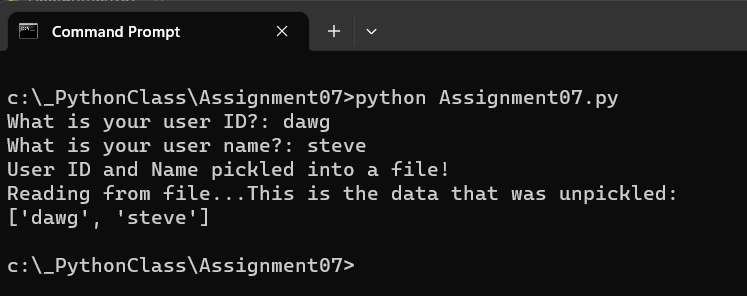 Command Prompt
c:\_PythonClass\Assignment07>python Assignment07.py
What is your user ID?: dawg
What is your user name?: steve
User ID and Name pickled into a file!
Reading from file...This is the data that was unpickled:
['dawg', 'steve']
c:\_PythonClass\Assignment07>